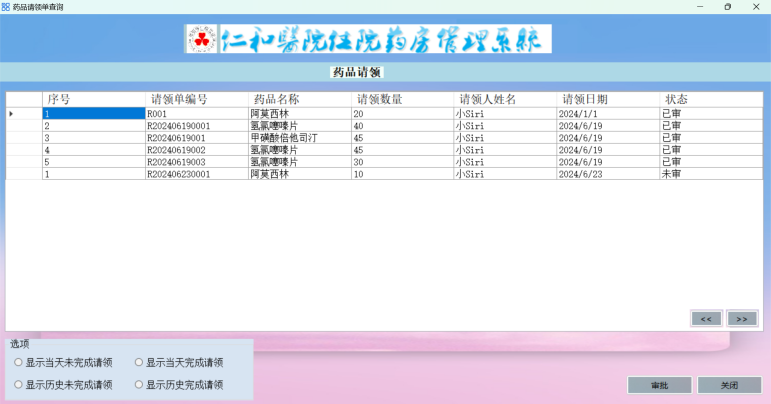 药品请领单查询
仁和醫院住院药房管理系统
药品请领
序号 请领单编号 药品名称 请领数量 请领人姓名 请领日期 状态
1 R001 阿莫西林 20 小Siri 2024/1/1 已审
2 R202406190001 氢氯噻嗪片 40 小Siri 2024/6/19 已审
3 R20240619001 甲磺酸倍他司汀 45 小Siri 2024/6/19 已审
4 R20240619002 氢氯噻嗪片 45 小Siri 2024/6/19 已审
5 R20240619003 氢氯噻嗪片 30 小Siri 2024/6/19 已审
1 R202406230001 阿莫西林 10 小Siri 2024/6/23 未审
<< >>
选项
显示当天未完成请领 显示当天完成请领
显示历史未完成请领 显示历史完成请领
审批 关闭